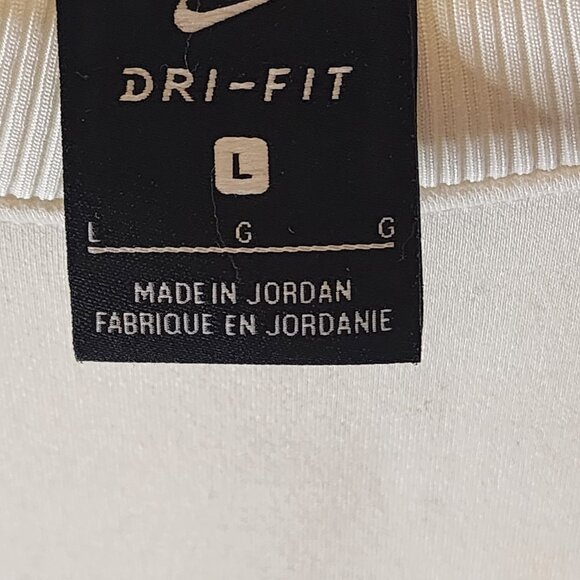 DRI-FIT
L
L G G
MADE IN JORDAN
FABRIQUE EN JORDANIE